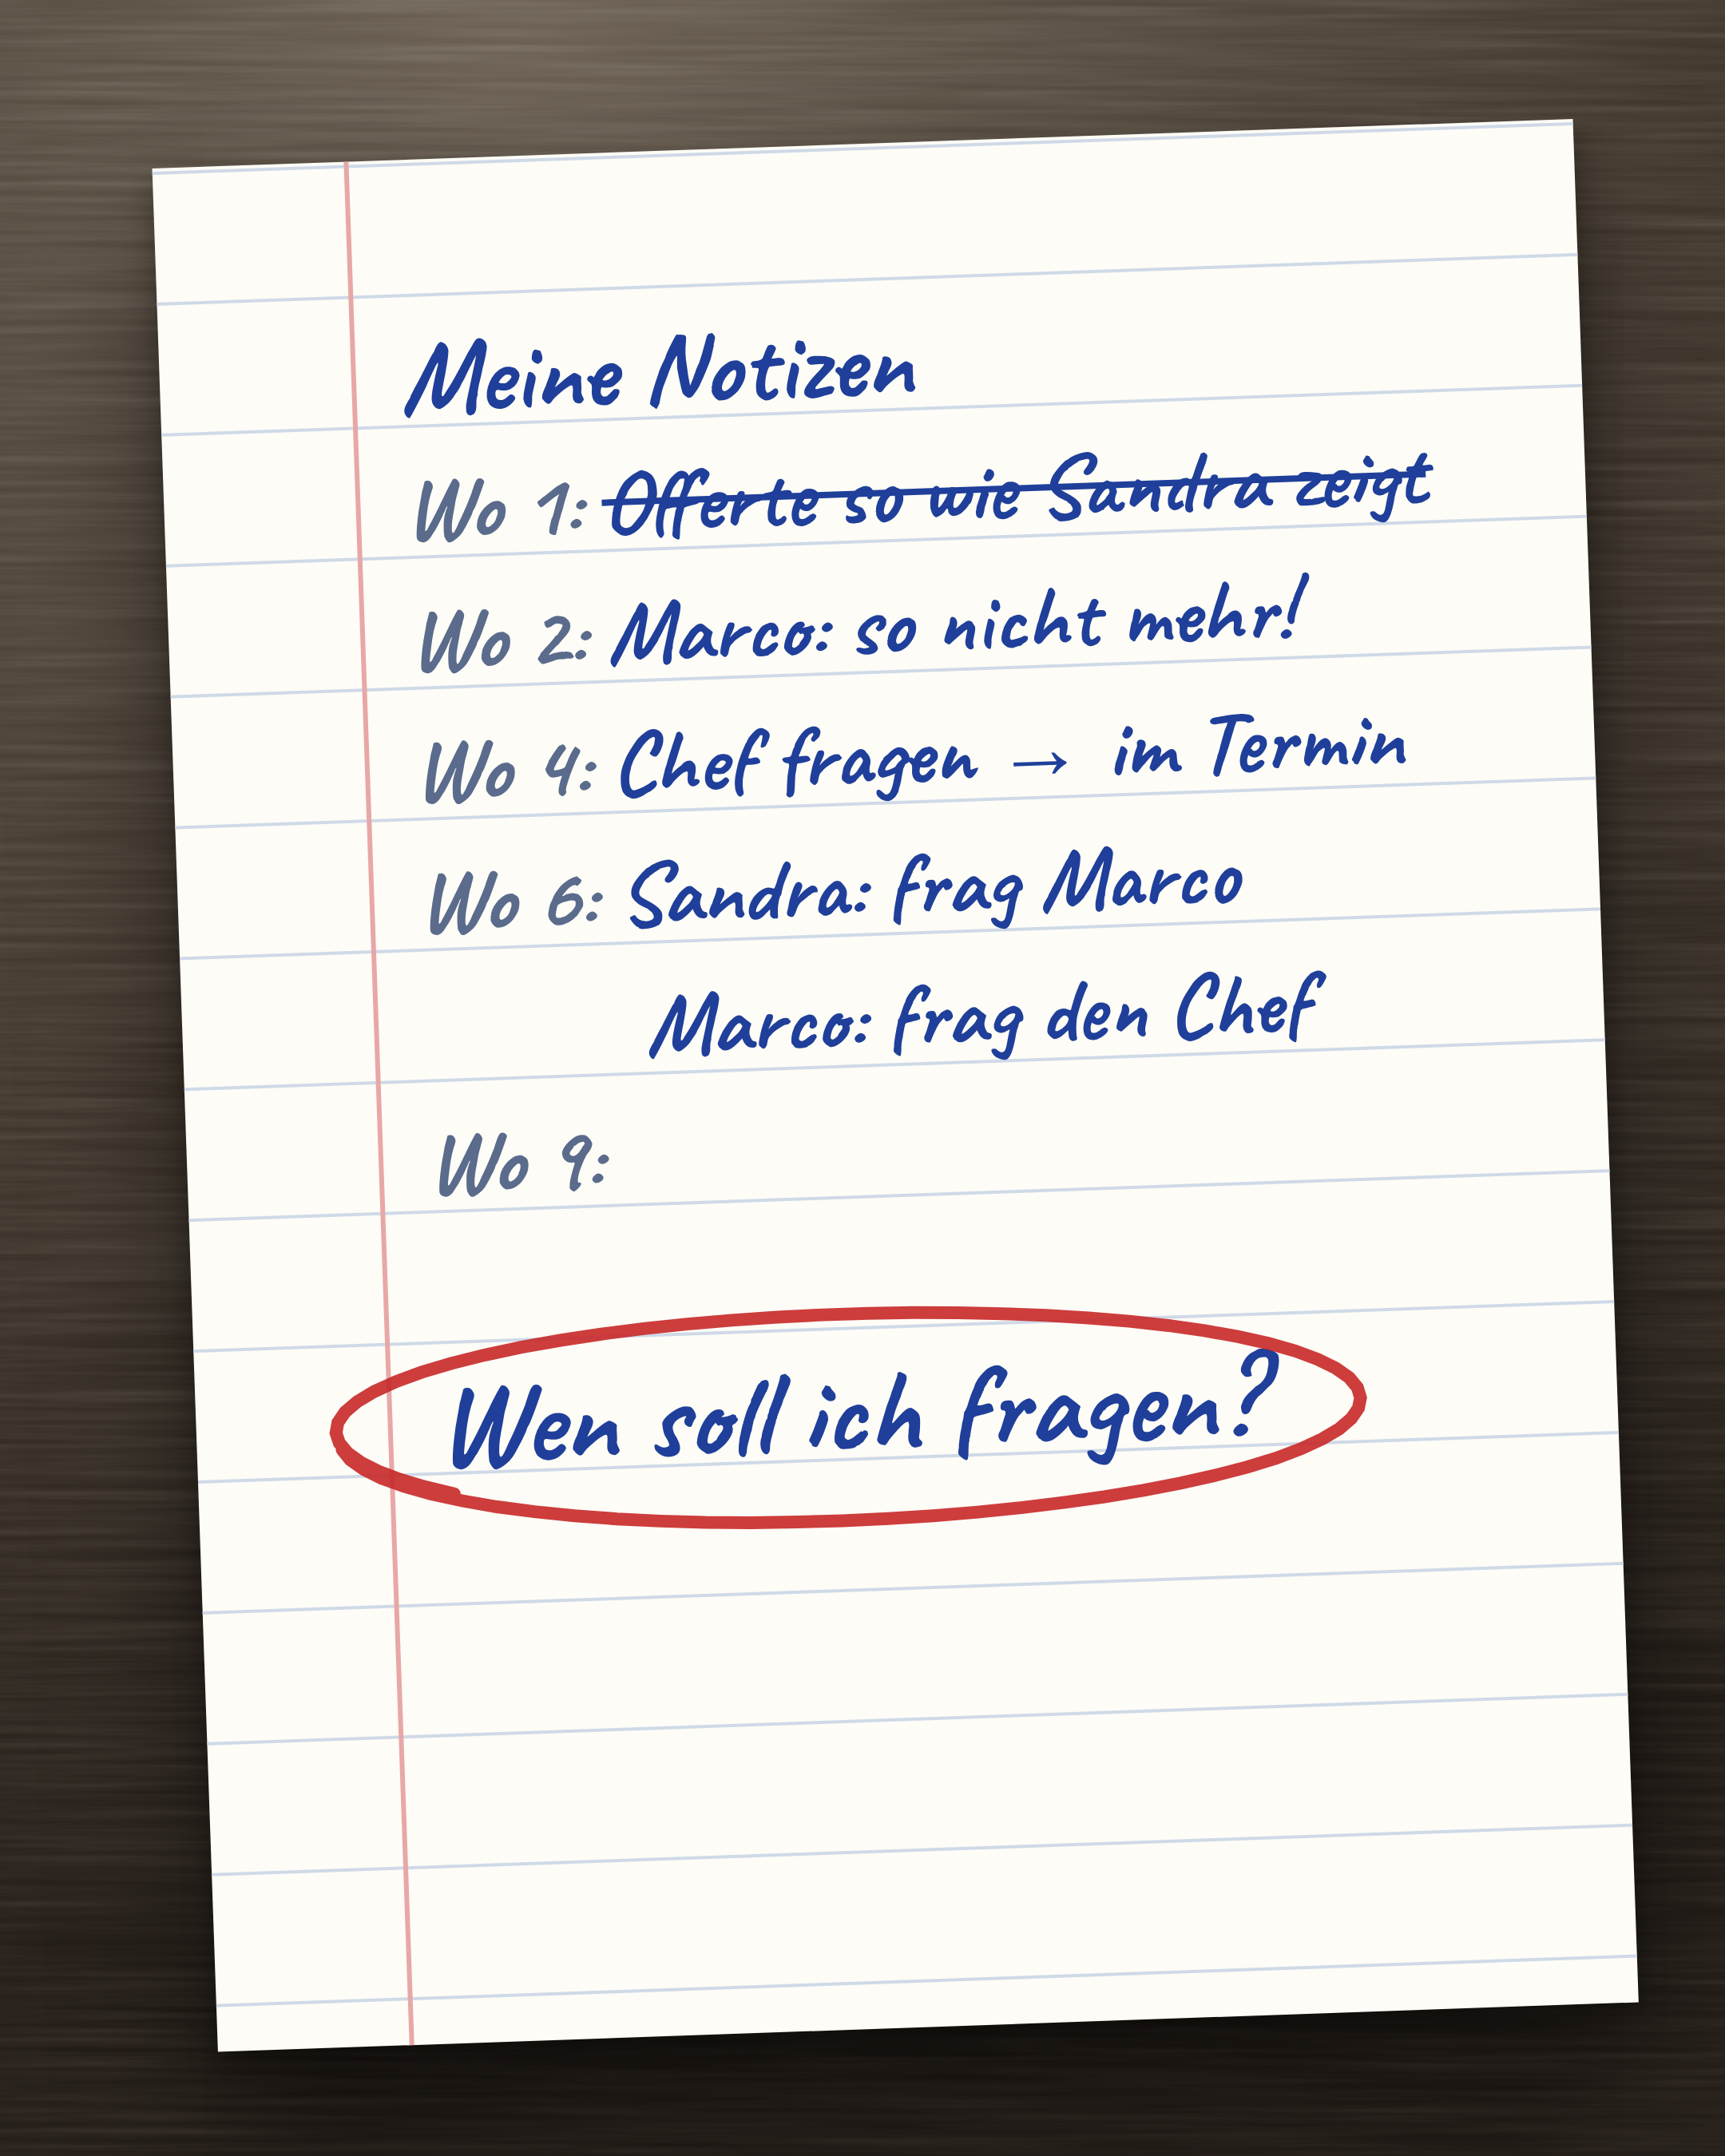 Meine Notizen
Wo 1: Offerte so wie Sandra zeigt
Wo 2: Marco: so nicht mehr!
Wo 4: Chef fragen → im Termin
Wo 6: Sandra: frag Marco
Marco: frag den Chef
Wo 9:
Wen soll ich fragen?